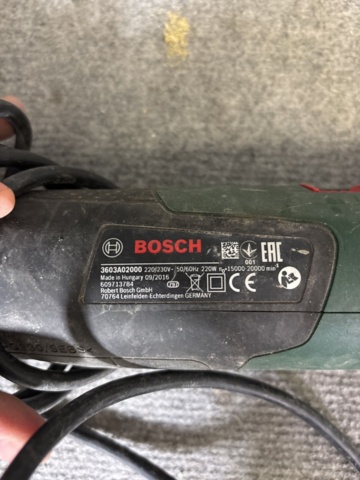 BOSCH
001
EAC
3603A02000 220/230V~ 50/60Hz 220W n₀=15000-20000 min⁻¹
Made in Hungary 09/2016
609713784
Robert Bosch GmbH
70764 Leinfelden-Echterdingen GERMANY